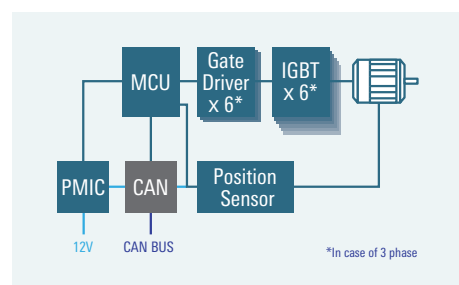 MCU
Gate
Driver
x 6*
IGBT
x 6*
PMIC
CAN
Position
Sensor
12V
CAN BUS
*In case of 3 phase